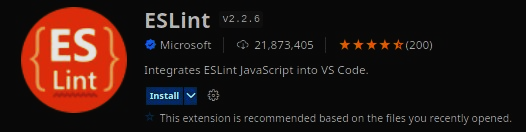 ES
Lint
ESLint v2.2.6
Microsoft 21,873,405 (200)
Integrates ESLint JavaScript into VS Code.
Install
This extension is recommended based on the files you recently opened.